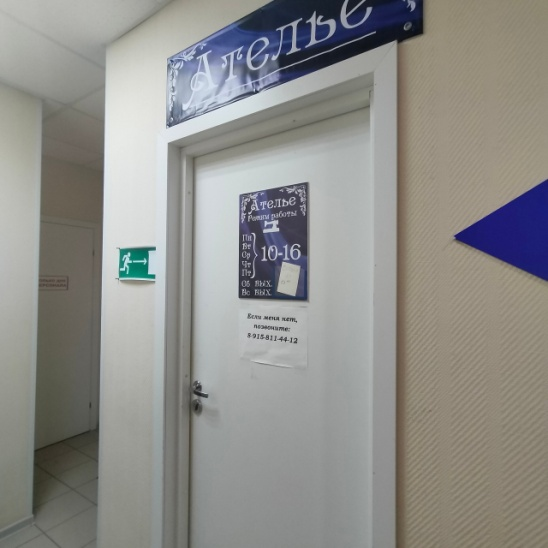 Ателье
Ателье
Режим работы
Пн
Вт
Ср
Чт
Пт
10-16
Сб вых.
Вс вых.
Если меня нет,
позвоните:
8-915-811-44-12